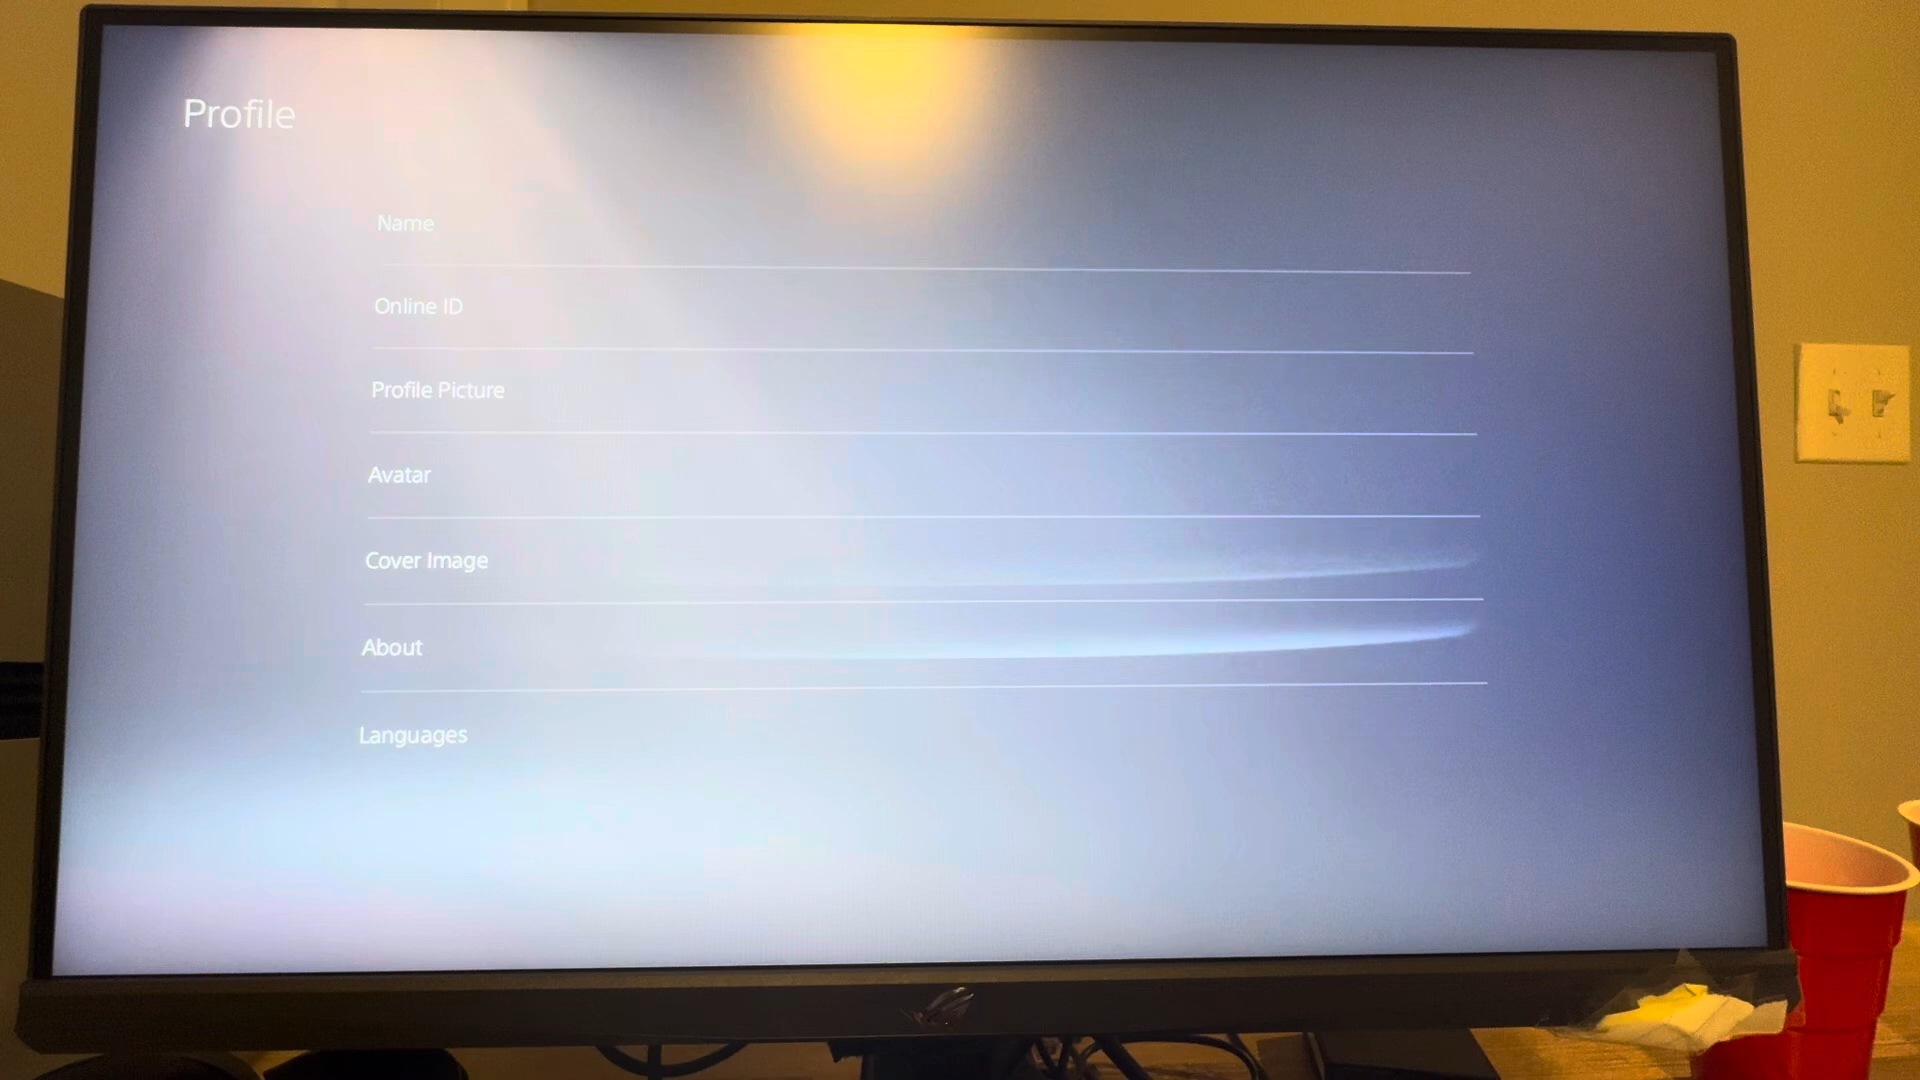 Profile
Name
Online ID
Profile Picture
Avatar
Cover Image
About
Languages